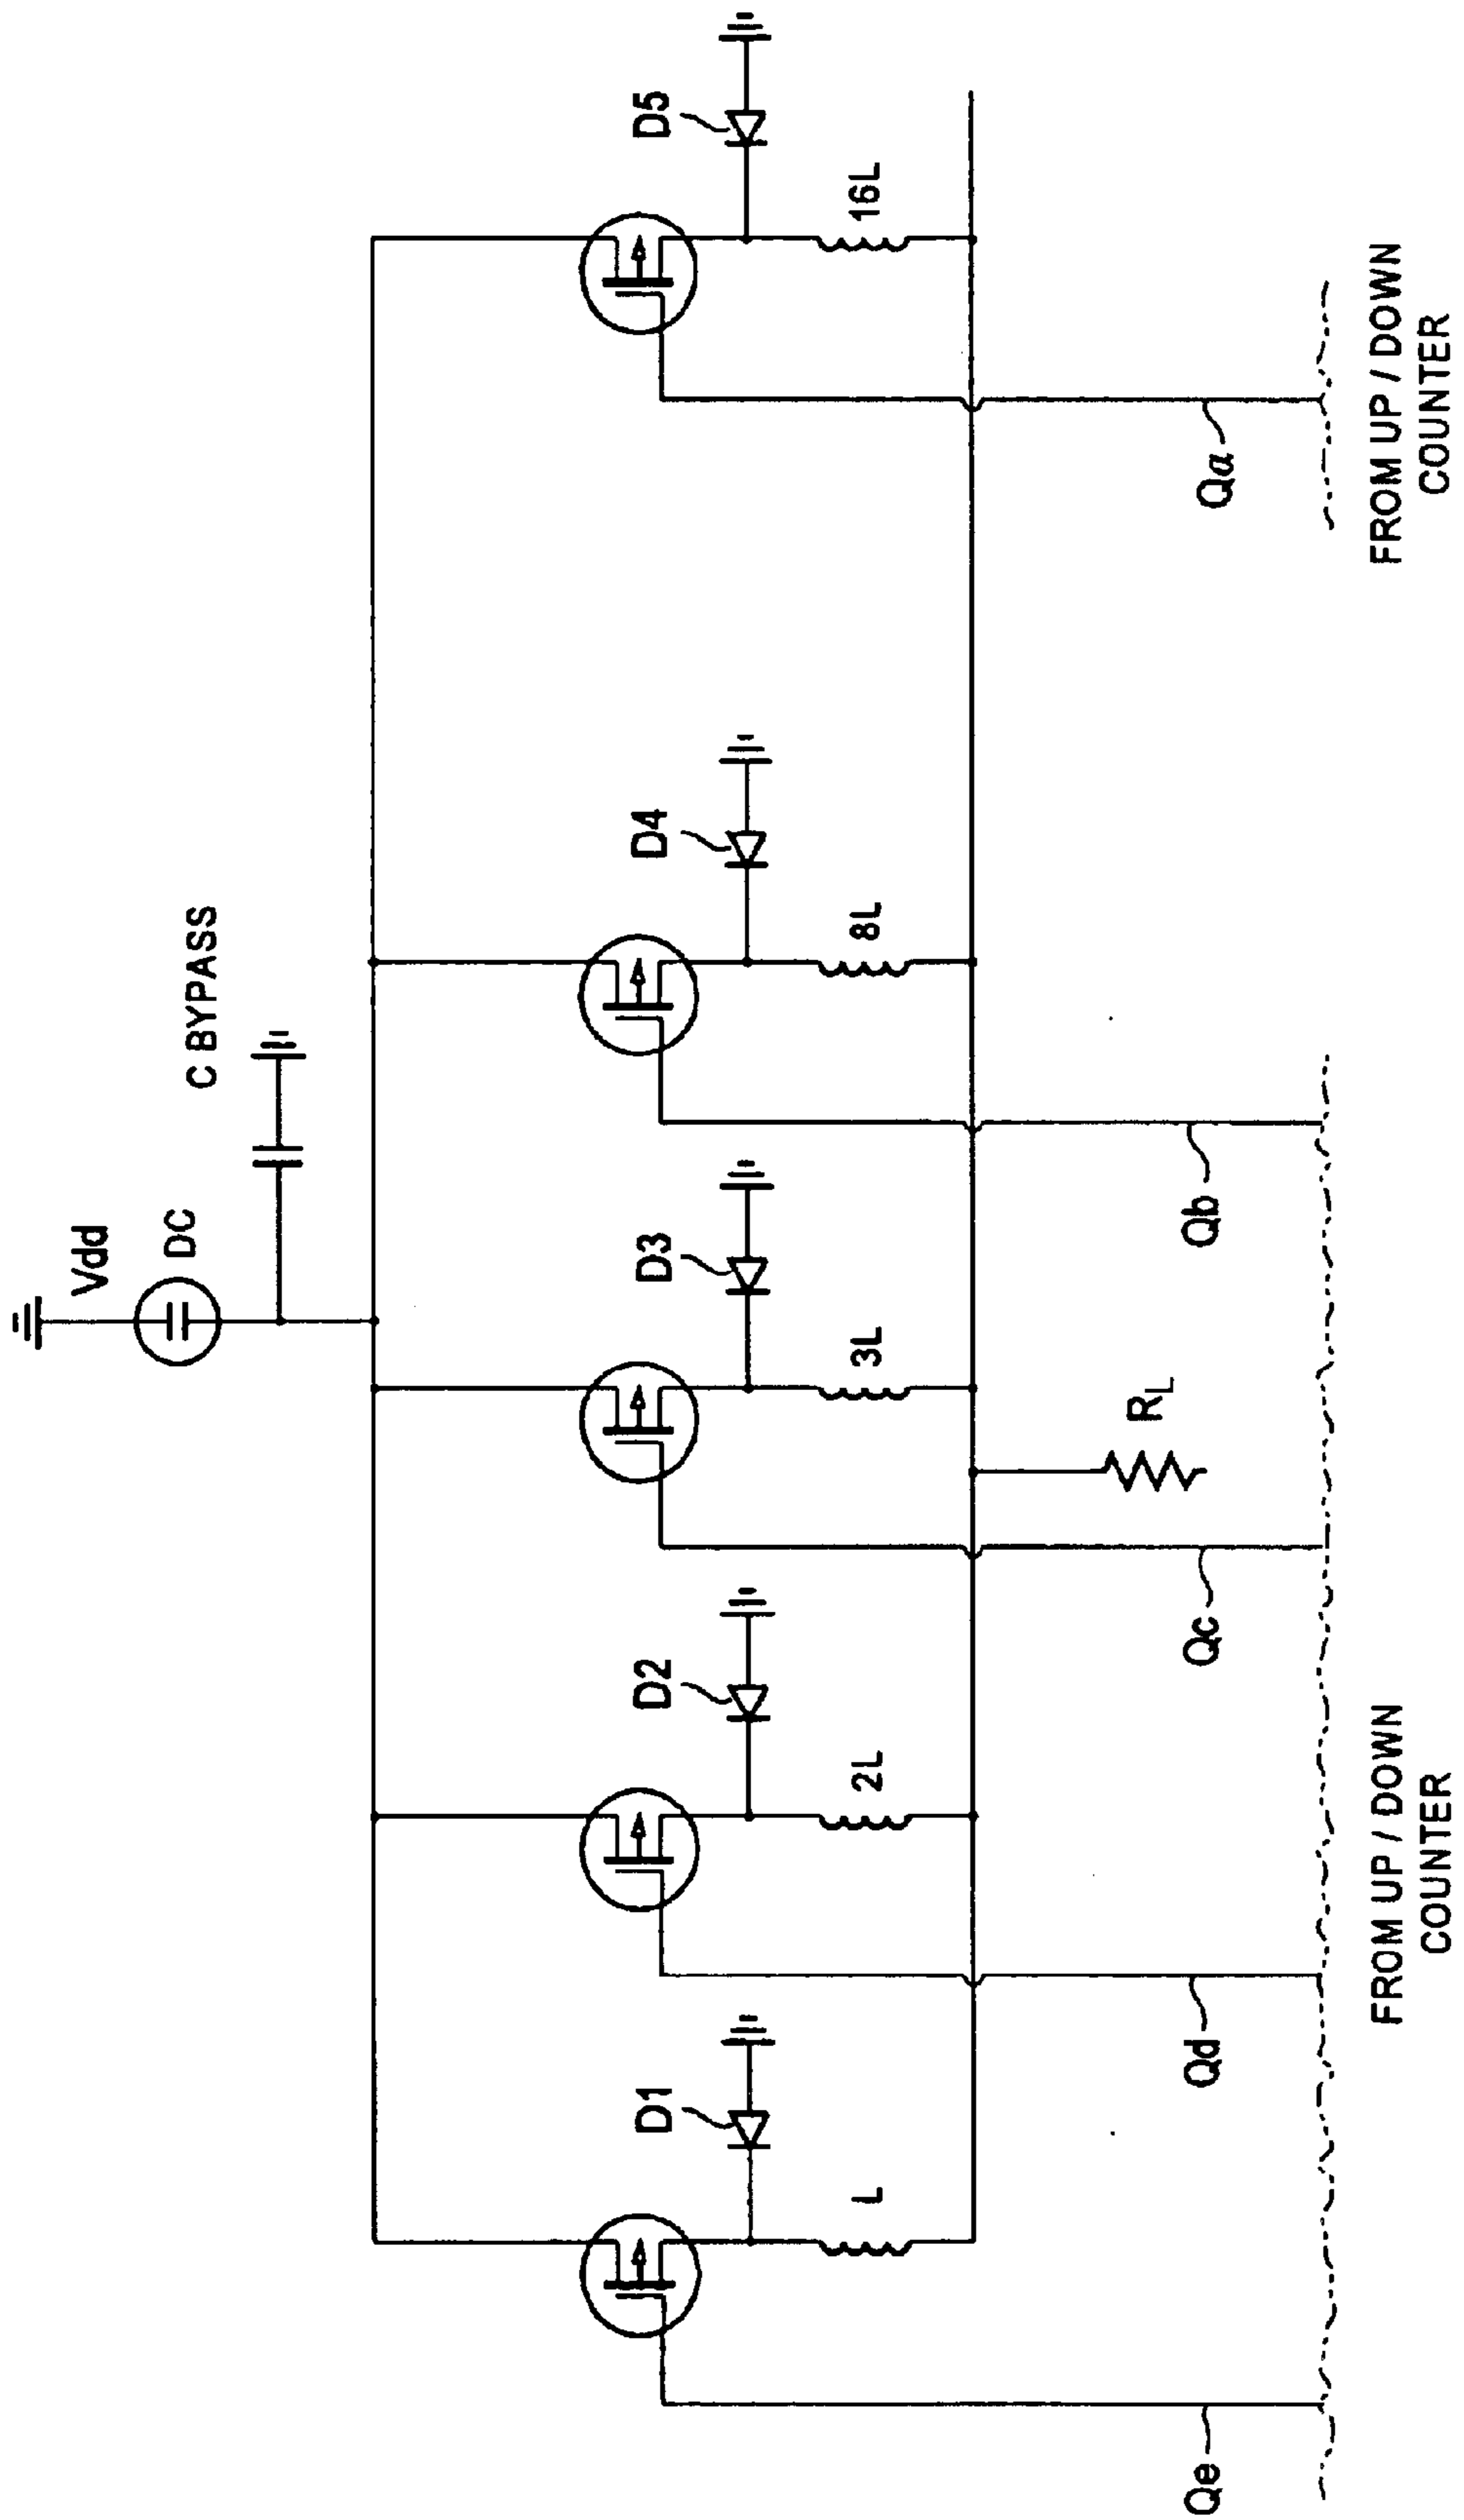 Vdd
DC
C BYPASS
D1
D2
D3
D4
D5
L
2L
3L
8L
16L
RL
Qe
Qd
Qc
Qb
Qa
FROM UP / DOWN
COUNTER
FROM UP / DOWN
COUNTER